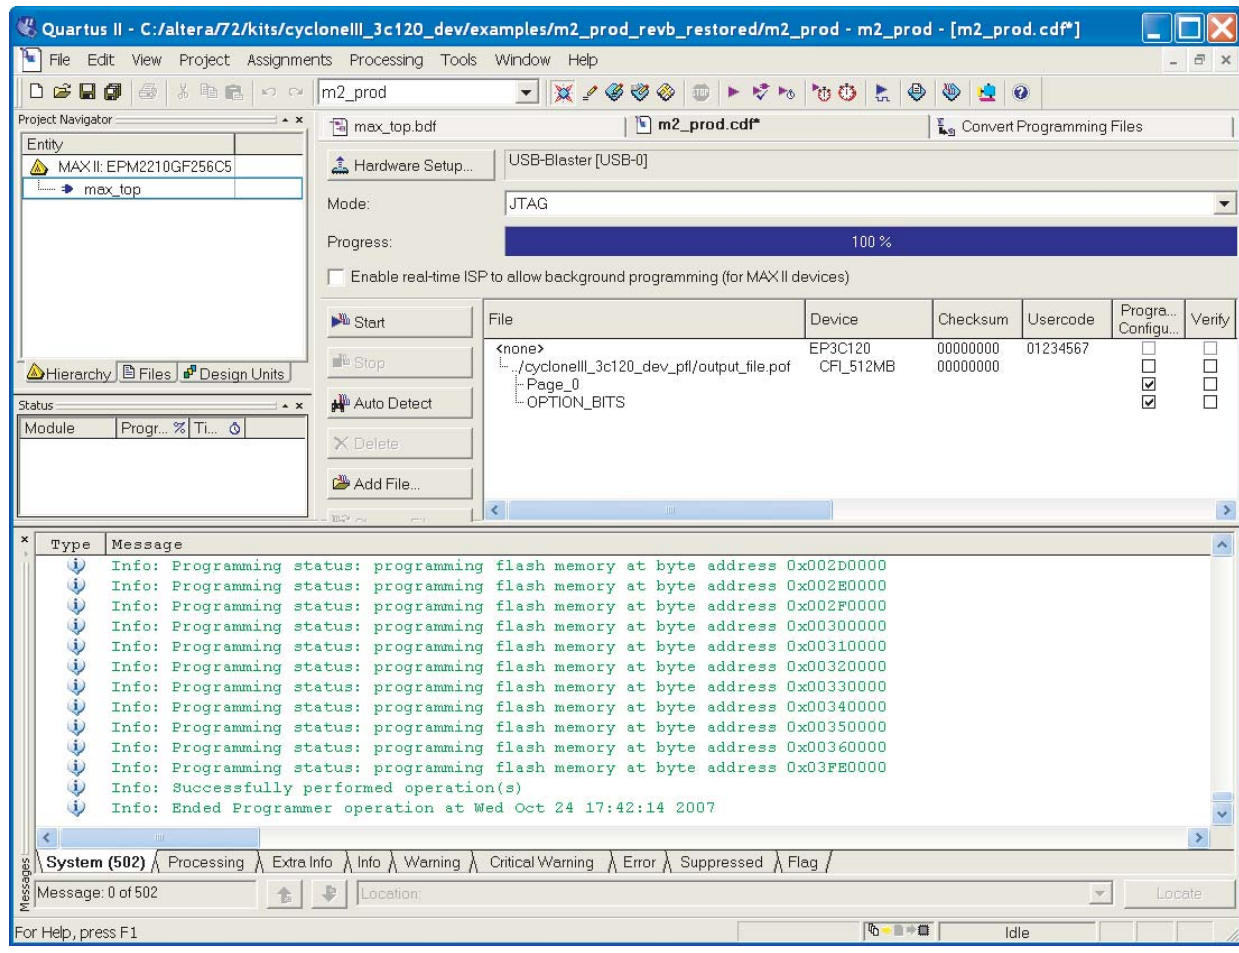 Quartus II - C:/altera/72/kits/cycloneIII_3c120_dev/examples/m2_prod_revb_restored/m2_prod - m2_prod - [m2_prod.cdf*]
File Edit View Project Assignments Processing Tools Window Help
m2_prod
Project Navigator
Entity
MAX II: EPM2210GF256C5
max_top
Hierarchy Files Design Units
Status
Module Progr... % Ti...
max_top.bdf m2_prod.cdf* Convert Programming Files
Hardware Setup... USB-Blaster [USB-0]
Mode: JTAG
Progress: 100 %
Enable real-time ISP to allow background programming (for MAX II devices)
Start
Stop
Auto Detect
Delete
Add File...
File Device Checksum Usercode Progra... Configu... Verify
<none> EP3C120 00000000 01234567
../cycloneIII_3c120_dev_pfl/output_file.pof CFI_512MB 00000000
Page_0
OPTION_BITS
Type Message
Info: Programming status: programming flash memory at byte address 0x002D0000
Info: Programming status: programming flash memory at byte address 0x002E0000
Info: Programming status: programming flash memory at byte address 0x002F0000
Info: Programming status: programming flash memory at byte address 0x00300000
Info: Programming status: programming flash memory at byte address 0x00310000
Info: Programming status: programming flash memory at byte address 0x00320000
Info: Programming status: programming flash memory at byte address 0x00330000
Info: Programming status: programming flash memory at byte address 0x00340000
Info: Programming status: programming flash memory at byte address 0x00350000
Info: Programming status: programming flash memory at byte address 0x00360000
Info: Programming status: programming flash memory at byte address 0x03FE0000
Info: Successfully performed operation(s)
Info: Ended Programmer operation at Wed Oct 24 17:42:14 2007
System (502) Processing Extra Info Info Warning Critical Warning Error Suppressed Flag
Messages
Message: 0 of 502 Location: Locate
For Help, press F1 Idle